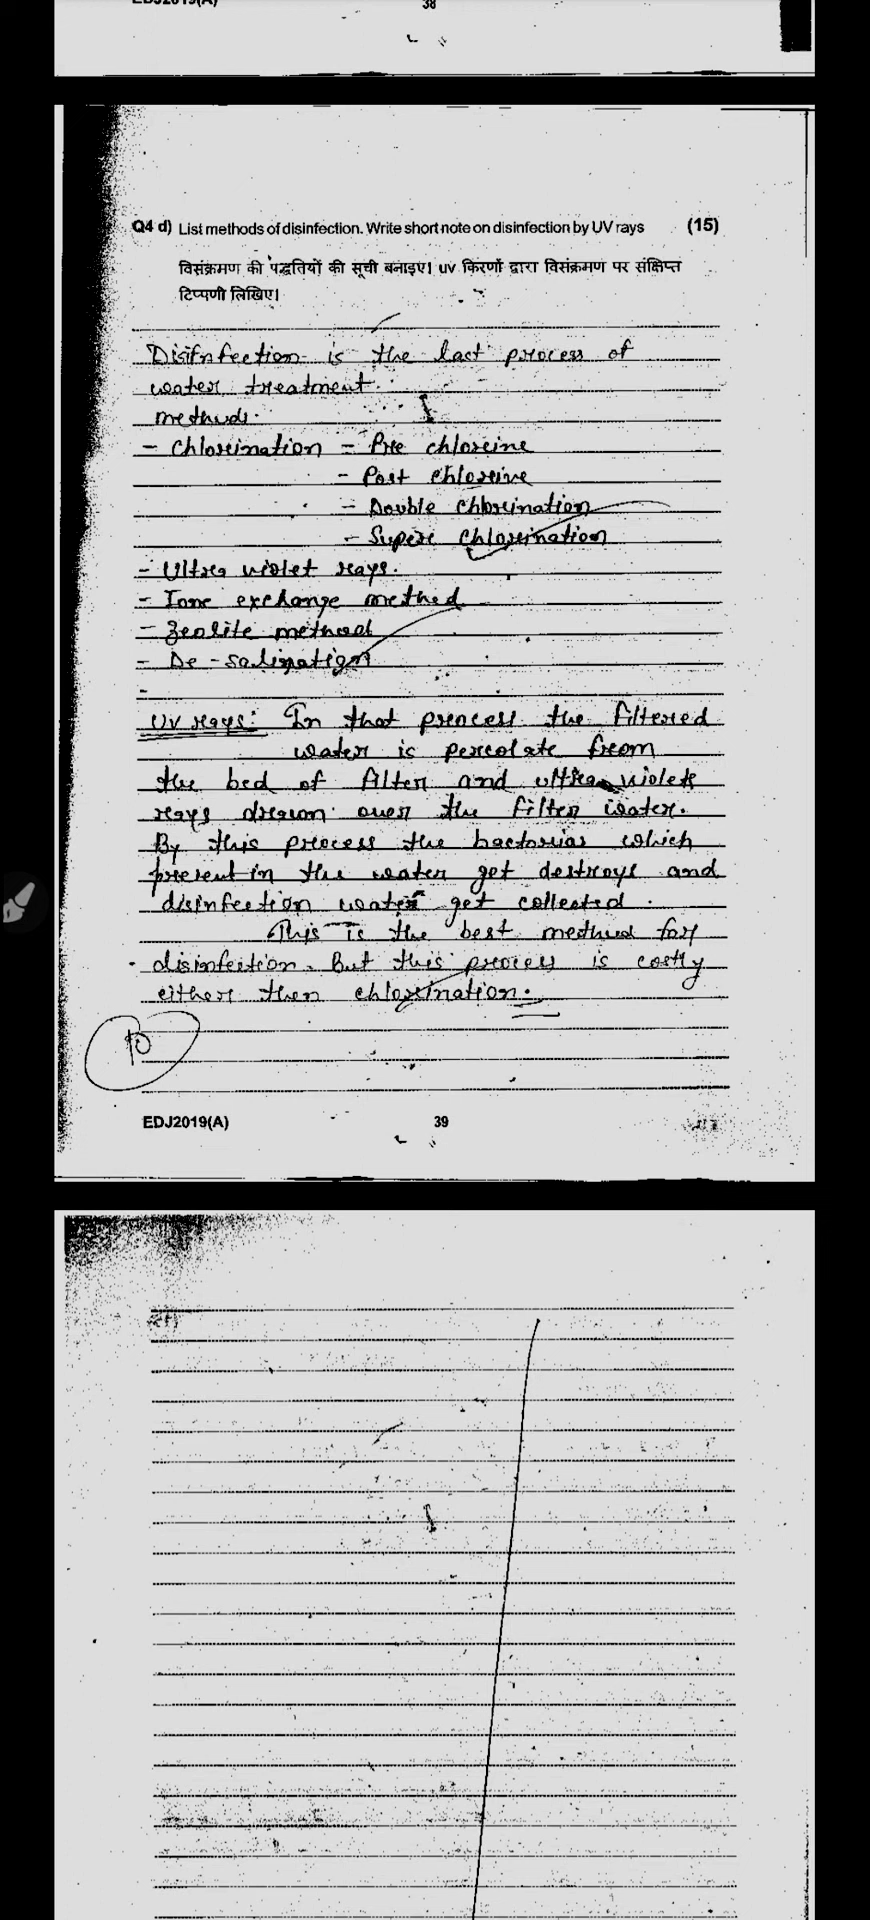 EDJ2019(A) 38
Q4 d) List methods of disinfection. Write short note on disinfection by UV rays (15)
विसंक्रमण की पद्धतियों की सूची बनाइए। uv किरणों द्वारा विसंक्रमण पर संक्षिप्त
टिप्पणी लिखिए।
Disinfection is the last process of
water treatment.
methods.
- Chlorination - Pre chlorine
- Post chlorine
- Double chlorination
- Super chlorination
- Ultra violet rays.
- Ione exchange method
- Zeolite method
- De-salination
UV rays: In that process the filtered
water is percolate from
the bed of filter and ultra violets
rays drawn over the filter water.
By this process the bactorias which
present in the water get destroys and
disinfection water get collected.
This is the best method for
disinfection. But this process is costly
either then chlorination.
10
EDJ2019(A) 39